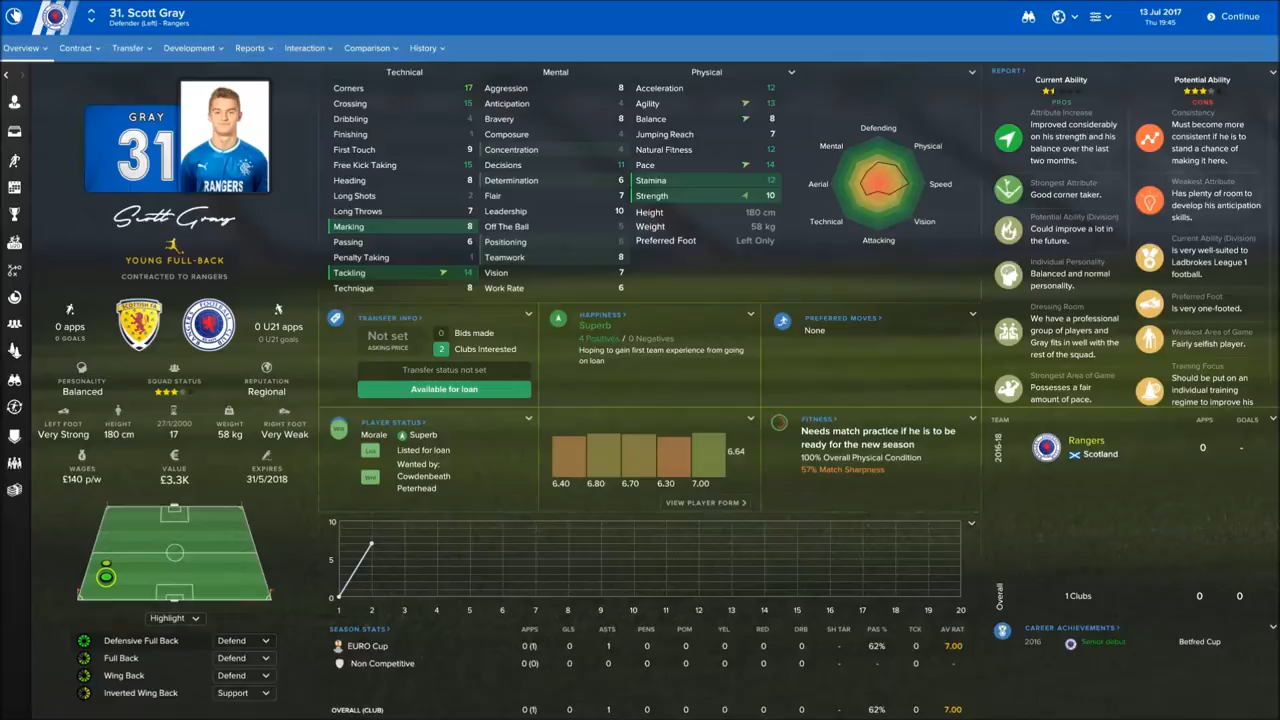 31. Scott Gray
Defender (Left) - Rangers
13 Jul 2017
Thu 19:45
Continue
Overview
Contract
Transfer
Development
Reports
Interaction
Comparison
History
GRAY
31
RANGERS
Scott Gray
YOUNG FULL-BACK
CONTRACTED TO RANGERS
0 apps
0 GOALS
0 U21 apps
0 U21 goals
PERSONALITY
Balanced
SQUAD STATUS
REPUTATION
Regional
LEFT FOOT
Very Strong
HEIGHT
180 cm
27/1/2000
17
WEIGHT
58 kg
RIGHT FOOT
Very Weak
WAGES
£140 p/w
VALUE
£3.3K
EXPIRES
31/5/2018
Highlight
Defensive Full Back Defend
Full Back Defend
Wing Back Defend
Inverted Wing Back Support
Technical
Corners 17
Crossing 15
Dribbling 4
Finishing 1
First Touch 9
Free Kick Taking 15
Heading 8
Long Shots 2
Long Throws 7
Marking 8
Passing 6
Penalty Taking 1
Tackling 14
Technique 8
Mental
Aggression 8
Anticipation 4
Bravery 8
Composure 4
Concentration 4
Decisions 11
Determination 6
Flair 7
Leadership 10
Off The Ball 5
Positioning 6
Teamwork 8
Vision 7
Work Rate 6
Physical
Acceleration 12
Agility 13
Balance 8
Jumping Reach 7
Natural Fitness 12
Pace 14
Stamina 12
Strength 10
Height 180 cm
Weight 58 kg
Preferred Foot Left Only
Defending
Physical
Speed
Vision
Attacking
Technical
Aerial
Mental
TRANSFER INFO >
Not set
ASKING PRICE
0 Bids made
2 Clubs Interested
Transfer status not set
Available for loan
HAPPINESS >
Superb
4 Positives / 0 Negatives
Hoping to gain first team experience from going
on loan
PREFERRED MOVES >
None
PLAYER STATUS >
Morale Superb
Listed for loan
Wanted by:
Cowdenbeath
Peterhead
6.64
6.40 6.80 6.70 6.30 7.00
VIEW PLAYER FORM >
FITNESS >
Needs match practice if he is to be
ready for the new season
100% Overall Physical Condition
57% Match Sharpness
10
5
0
1 2 3 4 5 6 7 8 9 10 11 12 13 14 15 16 17 18 19 20
SEASON STATS > APPS GLS ASTS PENS POM YEL RED DRB SH TAR PAS % TCK AV RAT
EURO Cup 0 (1) 0 1 0 0 0 0 0 - 62% 0 7.00
Non Competitive 0 (0) 0 0 0 0 0 0 0 - - 0 -
OVERALL (CLUB) 0 (1) 0 1 0 0 0 0 0 - 62% 0 7.00
REPORT >
Current Ability
Potential Ability
PROS
Attribute Increase
Improved considerably
on his strength and his
balance over the last
two months.
Strongest Attribute
Good corner taker.
Potential Ability (Division)
Could improve a lot in
the future.
Individual Personality
Balanced and normal
personality.
Dressing Room
We have a professional
group of players and
Gray fits in well with the
rest of the squad.
Strongest Area of Game
Possesses a fair
amount of pace.
CONS
Consistency
Must become more
consistent if he is to
stand a chance of
making it here.
Weakest Attribute
Has plenty of room to
develop his anticipation
skills.
Current Ability (Division)
Is very well-suited to
Ladbrokes League 1
football.
Preferred Foot
Is very one-footed.
Weakest Area of Game
Fairly selfish player.
Training Focus
Should be put on an
individual training
regime to improve his
TEAM APPS GOALS
2016-18
Rangers 0 -
Scotland
Overall
1 Clubs 0 0
CAREER ACHIEVEMENTS >
2016 Senior debut Betfred Cup